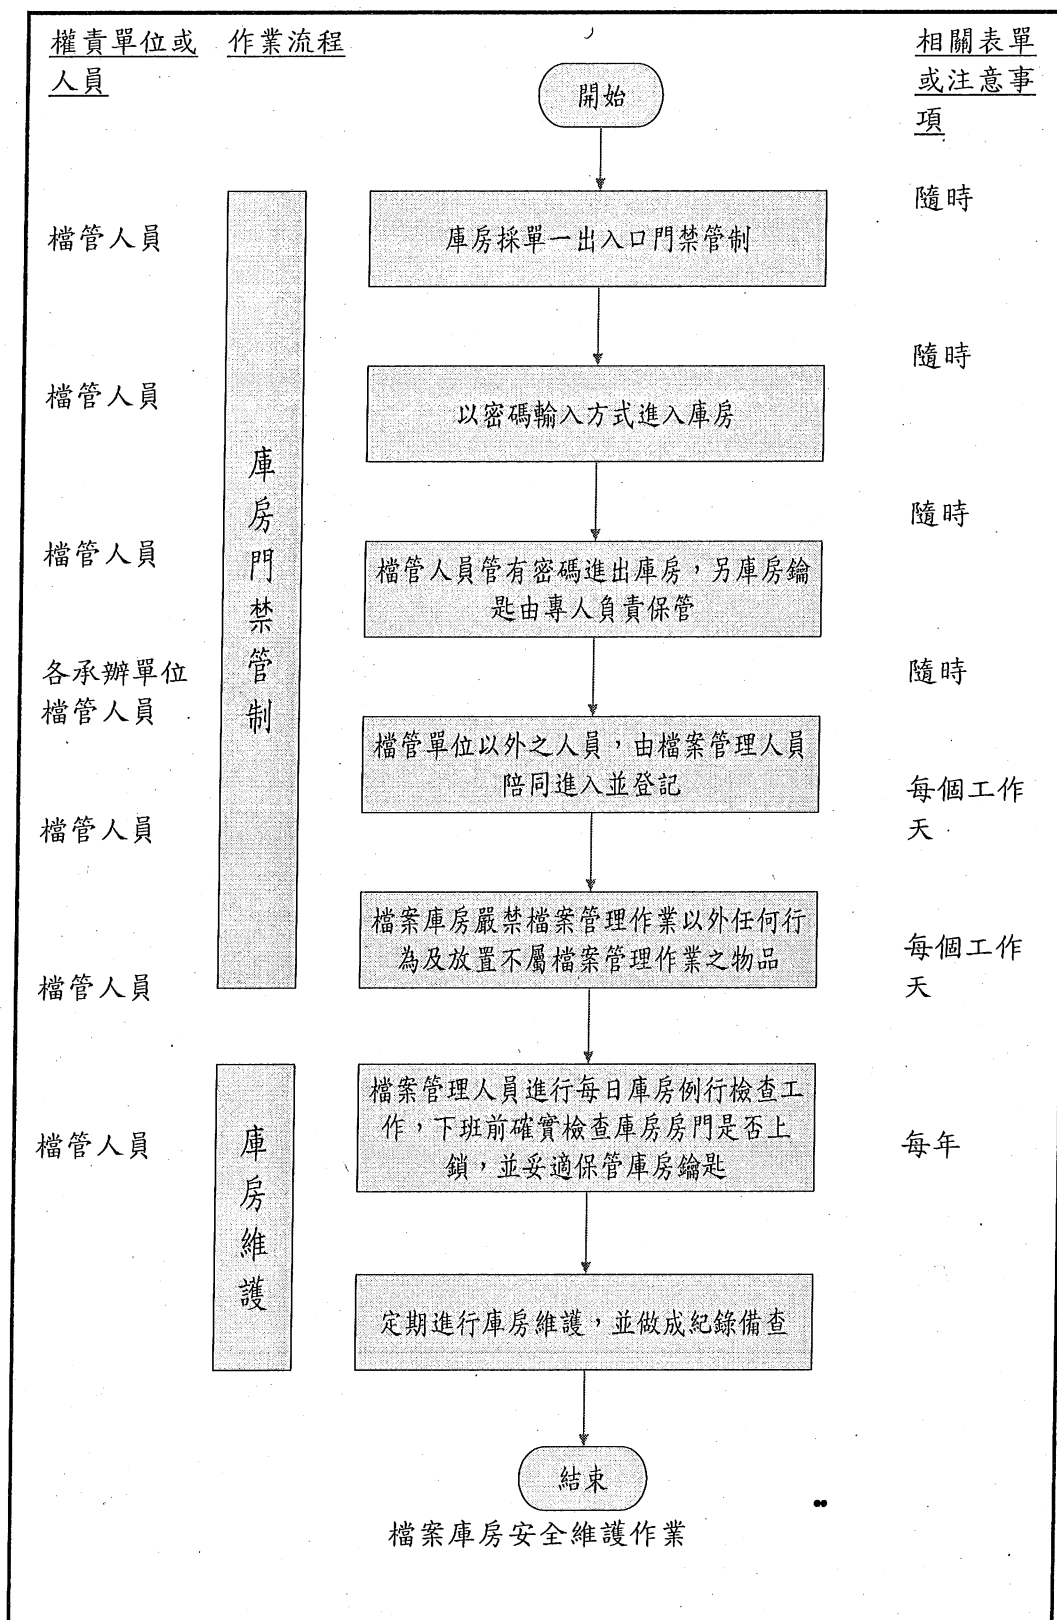 權責單位或
人員
作業流程
相關表單
或注意事
項
開始
檔管人員
庫房門禁管制
庫房採單一出入口門禁管制
隨時
檔管人員
以密碼輸入方式進入庫房
隨時
檔管人員
檔管人員管有密碼進出庫房，另庫房鑰
匙由專人負責保管
隨時
各承辦單位
檔管人員
檔管單位以外之人員，由檔案管理人員
陪同進入並登記
隨時
檔管人員
檔案庫房嚴禁檔案管理作業以外任何行
為及放置不屬檔案管理作業之物品
每個工作
天
檔管人員
庫房維護
檔案管理人員進行每日庫房例行檢查工
作，下班前確實檢查庫房房門是否上
鎖，並妥適保管庫房鑰匙
每個工作
天
檔管人員
定期進行庫房維護，並做成紀錄備查
每年
結束
檔案庫房安全維護作業